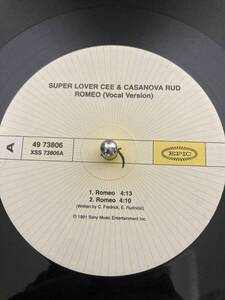 SUPER LOVER CEE & CASANOVA RUD
ROMEO (Vocal Version)
A
49 73806
XSS 73806A
EPIC
1. Romeo 4:13
2. Romeo 4:10
(Written by C. Fredrick, E. Rudnicki)
℗ 1991 Sony Music Entertainment Inc.